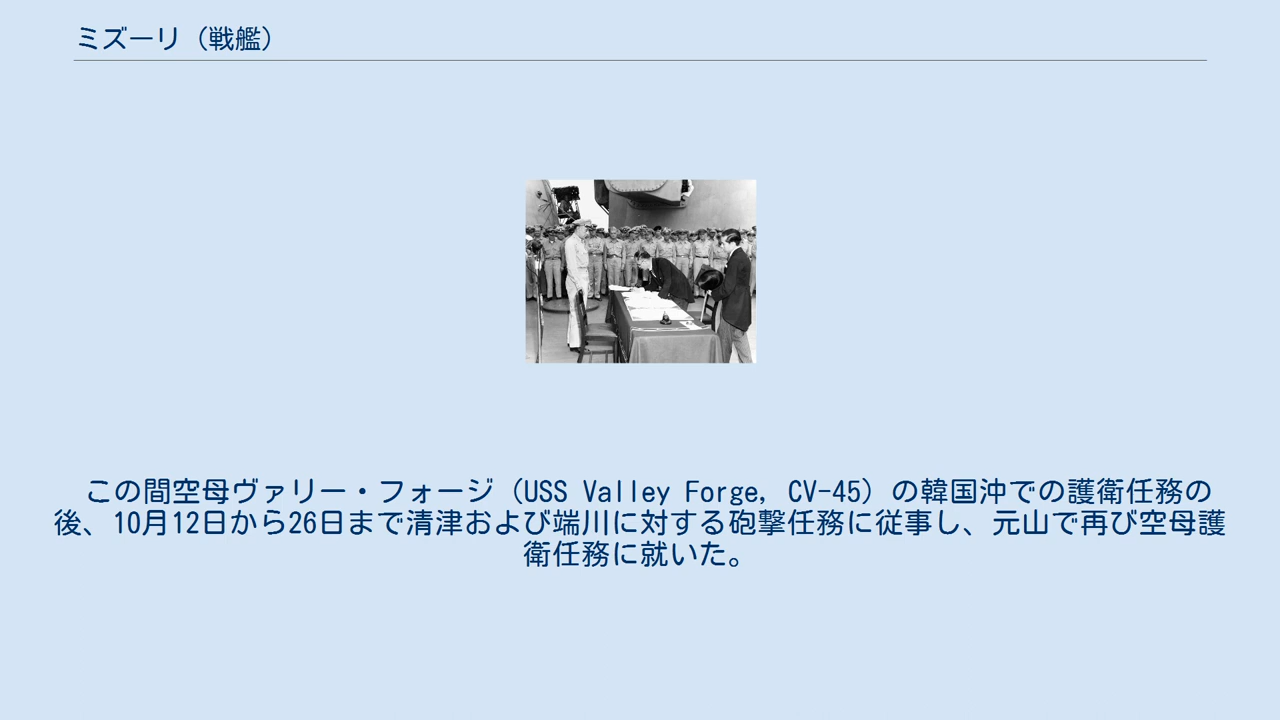 ミズーリ（戦艦）
この間空母ヴァリー・フォージ（USS Valley Forge, CV-45）の韓国沖での護衛任務の
後、10月12日から26日まで清津および端川に対する砲撃任務に従事し、元山で再び空母護
衛任務に就いた。